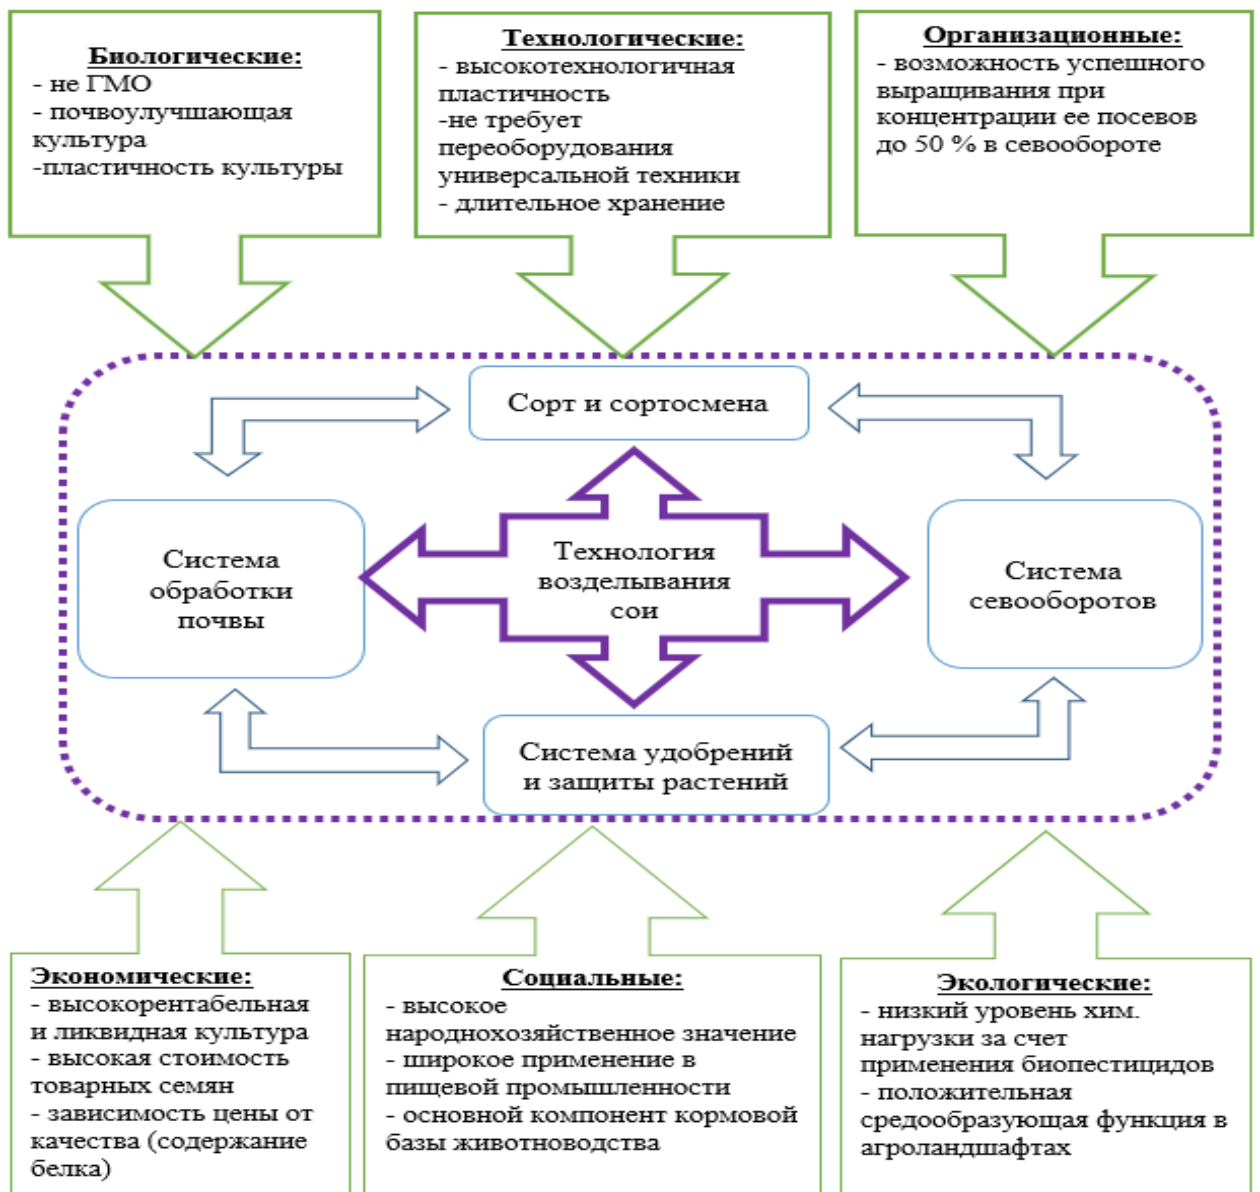 Биологические:
- не ГМО
- почвоулучшающая
культура
-пластичность культуры
Технологические:
- высокотехнологичная
пластичность
-не требует
переоборудования
универсальной техники
- длительное хранение
Организационные:
- возможность успешного
выращивания при
концентрации ее посевов
до 50 % в севообороте
Сорт и сортосмена
Система
обработки
почвы
Технология
возделывания
сои
Система
севооборотов
Система удобрений
и защиты растений
Экономические:
- высокорентабельная
и ликвидная культура
- высокая стоимость
товарных семян
- зависимость цены от
качества (содержание
белка)
Социальные:
- высокое
народнохозяйственное значение
- широкое применение в
пищевой промышленности
- основной компонент кормовой
базы животноводства
Экологические:
- низкий уровень хим.
нагрузки за счет
применения биопестицидов
- положительная
средообразующая функция в
агроландшафтах